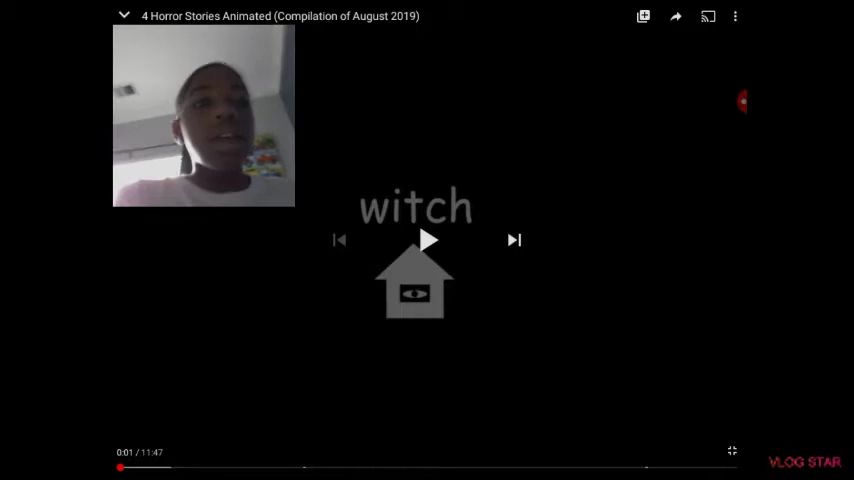 4 Horror Stories Animated (Compilation of August 2019)
witch
0:01 / 11:47
VLOG STAR